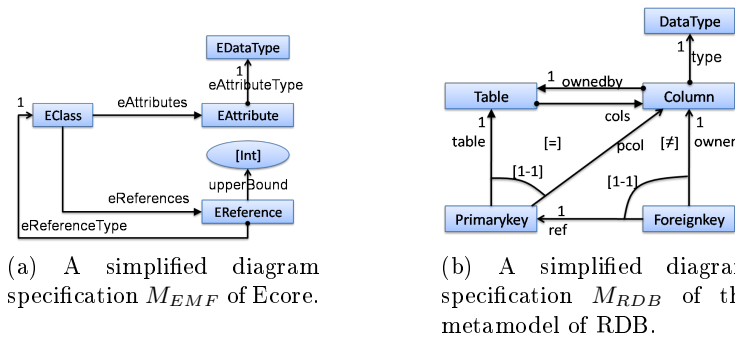 EDataType
1
eAttributeType
1
EClass
eAttributes
EAttribute
[Int]
upperBound
eReferences
EReference
eReferenceType
(a) A simplified diagram
specification M_EMF of Ecore.
DataType
1
type
1 ownedby
Table
Column
cols
1
table
[=]
pcol
[≠]
1
owner
[1-1]
[1-1]
Primarykey
1
ref
Foreignkey
(b) A simplified
specification M_RDB of
metamodel of RDB.